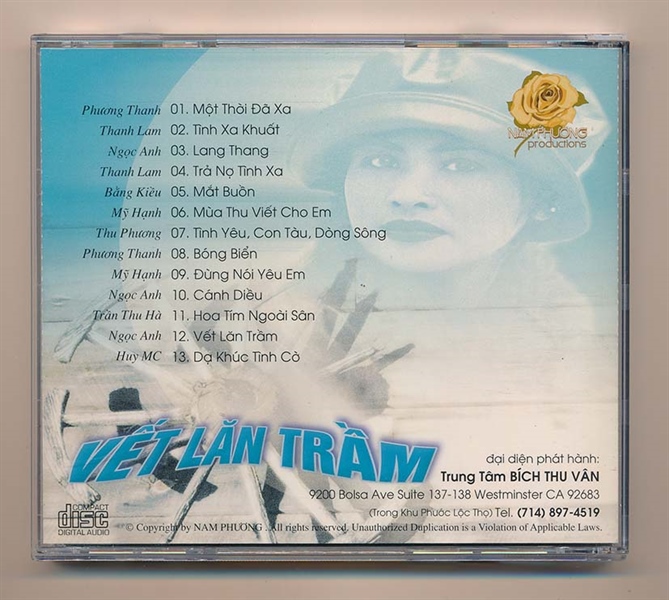 NAM PHƯƠNG
productions
Phương Thanh 01. Một Thời Đã Xa
Thanh Lam 02. Tình Xa Khuất
Ngọc Anh 03. Lang Thang
Thanh Lam 04. Trả Nợ Tình Xa
Bằng Kiều 05. Mắt Buồn
Mỹ Hạnh 06. Mùa Thu Viết Cho Em
Thu Phương 07. Tình Yêu, Con Tàu, Dòng Sông
Phương Thanh 08. Bóng Biển
Mỹ Hạnh 09. Đừng Nói Yêu Em
Ngọc Anh 10. Cánh Diều
Trần Thu Hà 11. Hoa Tím Ngoài Sân
Ngọc Anh 12. Vết Lăn Trầm
Huy MC 13. Dạ Khúc Tình Cờ
VẾT LĂN TRẦM
đại diện phát hành:
Trung Tâm BÍCH THU VÂN
9200 Bolsa Ave Suite 137-138 Westminster CA 92683
(Trong Khu Phước Lộc Thọ) Tel. (714) 897-4519
COMPACT
disc
DIGITAL AUDIO
© Copyright by NAM PHƯƠNG . All rights reserved. Unauthorized Duplication is a Violation of Applicable Laws.